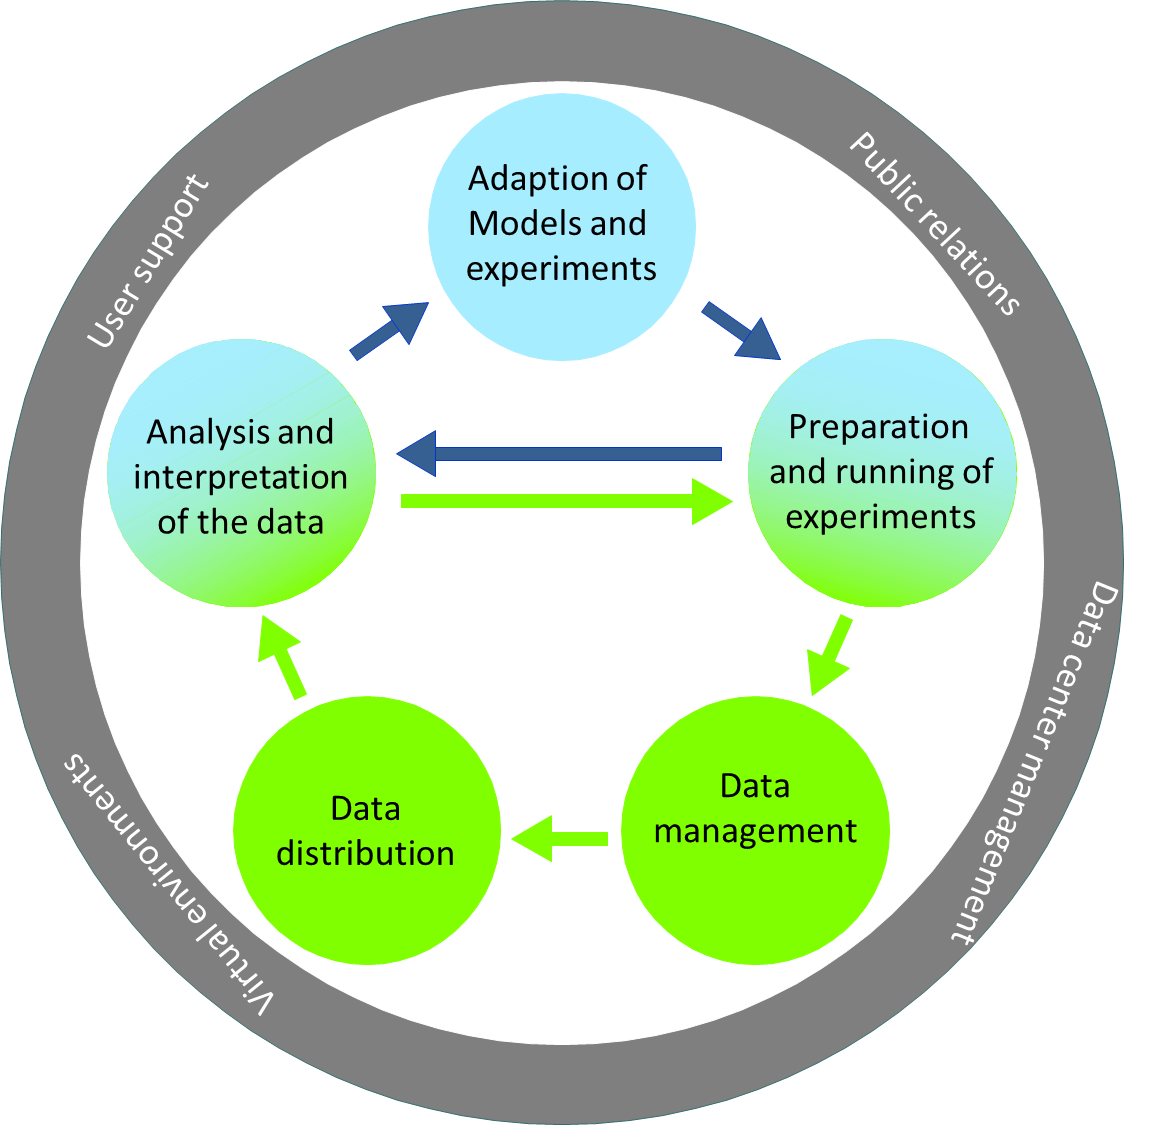 Adaption of
Models and
experiments
Public relations
User support
Analysis and
interpretation
of the data
Preparation
and running of
experiments
Data center management
Data
distribution
Data
management
Virtual environments